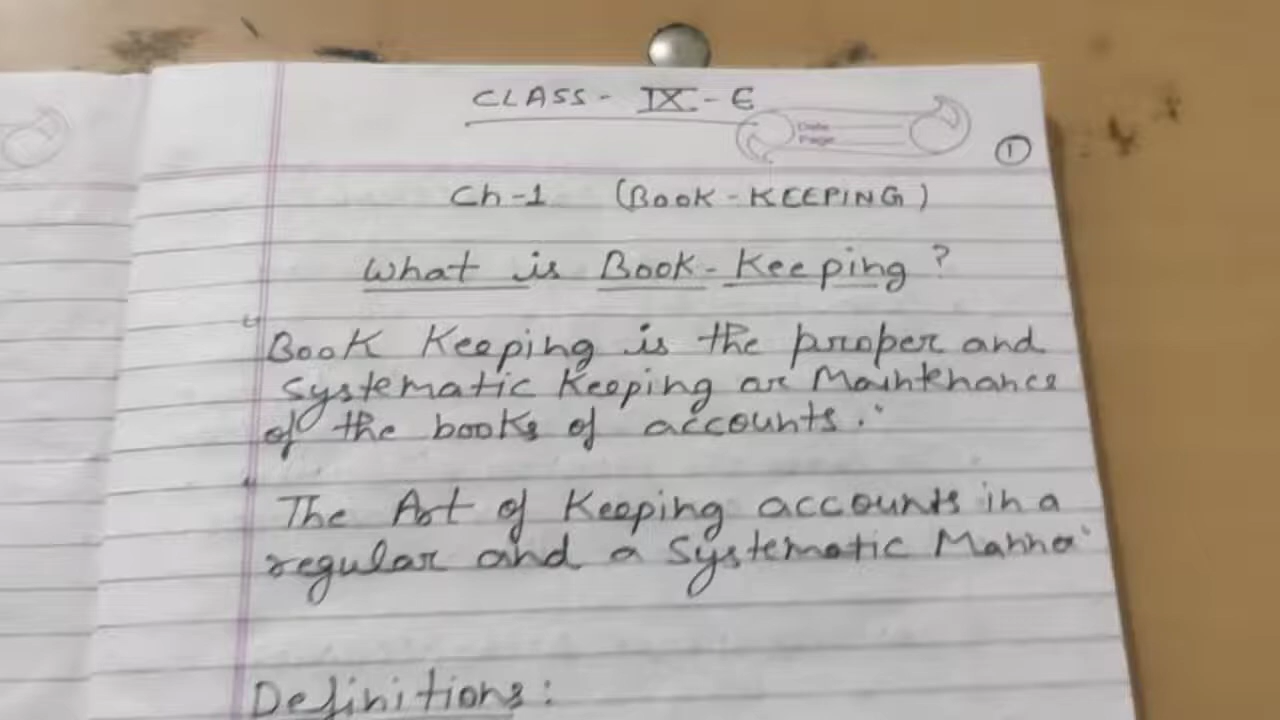 CLASS - IX - E
Date
Page
1
Ch-1 (BOOK-KEEPING)
What is Book-Keeping?
Book Keeping is the proper and
systematic Keeping or Maintenance
of the books of accounts.
The Art of Keeping accounts in a
regular and a systematic Manner
Definitions: